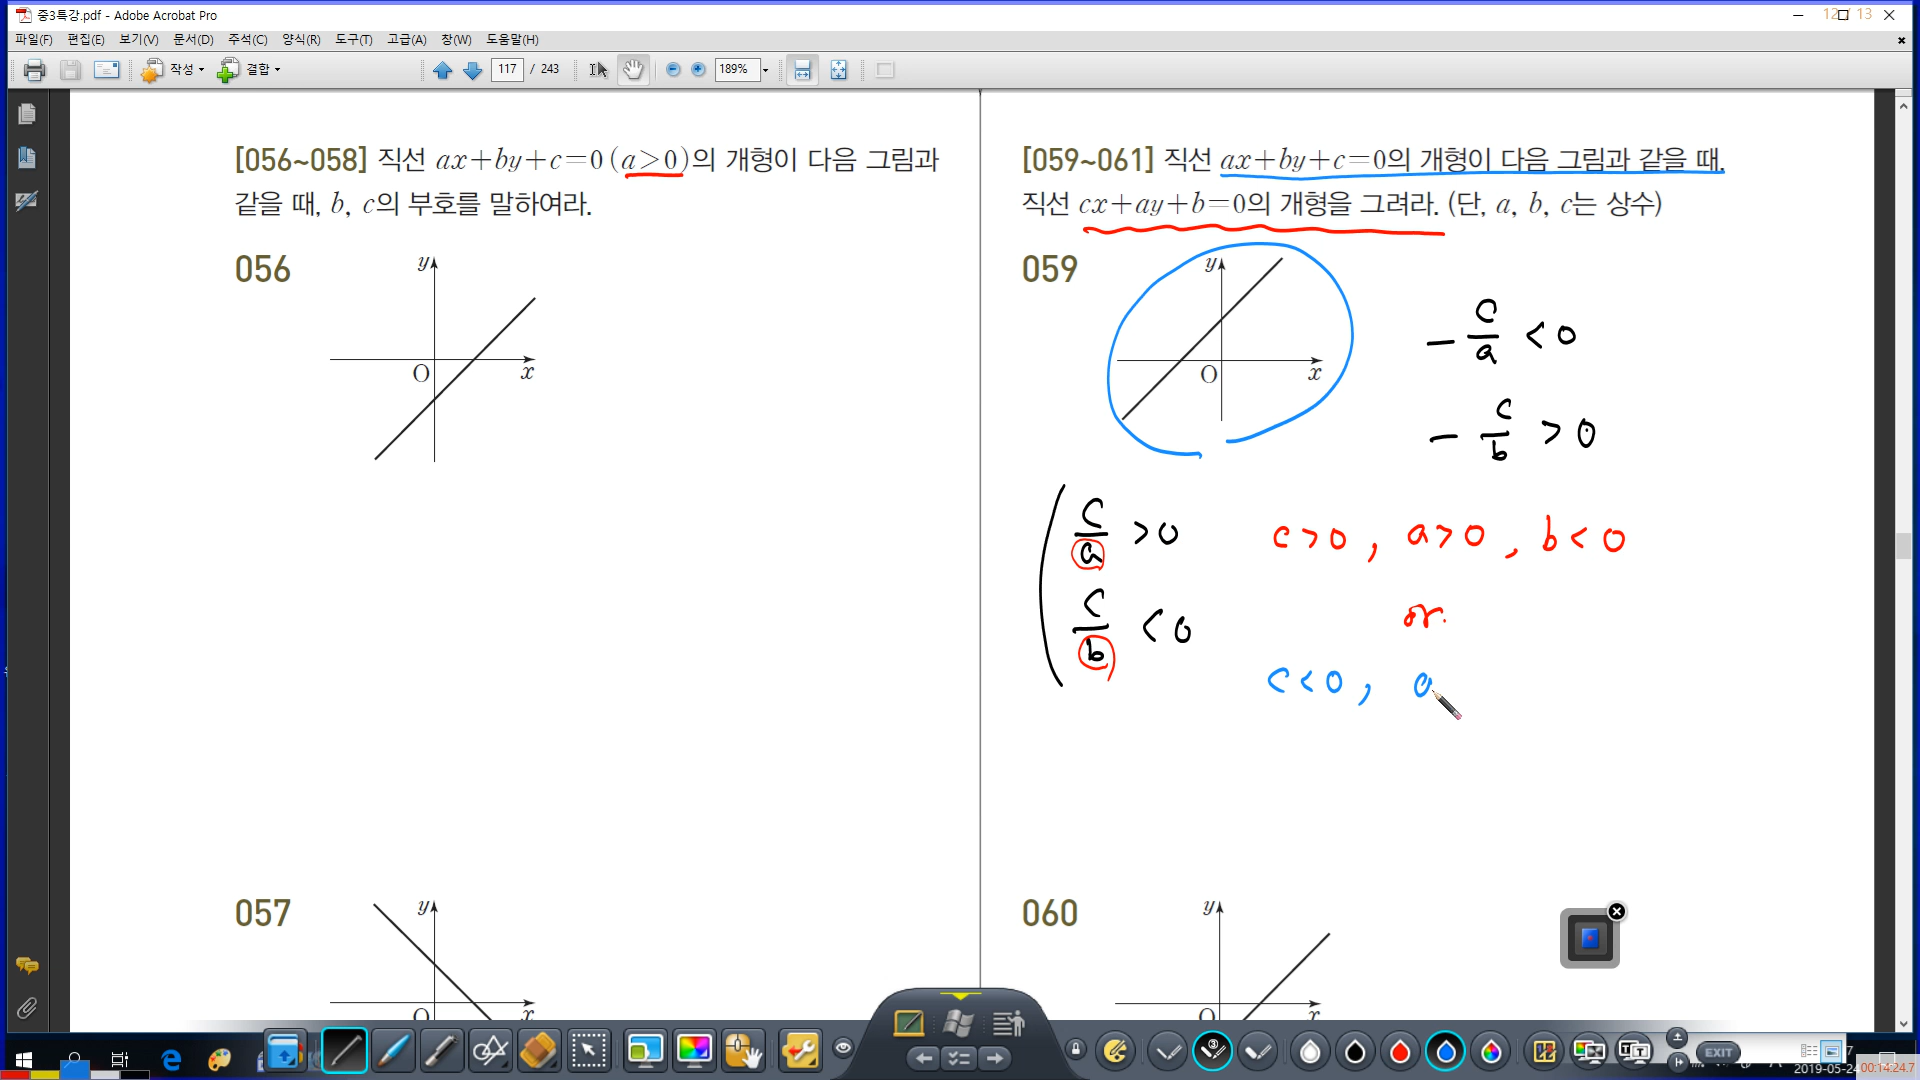 중3특강.pdf - Adobe Acrobat Pro
12 / 13
파일(F) 편집(E) 보기(V) 문서(D) 주석(C) 양식(R) 도구(T) 고급(A) 창(W) 도움말(H)
작성 결합 117 / 243 189%
[056~058] 직선 ax+by+c=0 (a>0)의 개형이 다음 그림과
같을 때, b, c의 부호를 말하여라.
056
y
O
x
057
y
O
x
[059~061] 직선 ax+by+c=0의 개형이 다음 그림과 같을 때,
직선 cx+ay+b=0의 개형을 그려라. (단, a, b, c는 상수)
059
y
O
x
- c/a < 0
- c/b > 0
c/a > 0
c/b < 0
c>0, a>0, b<0
or
c<0, a
060
y
O
x
EXIT
2019-05-24
00:14:24.7